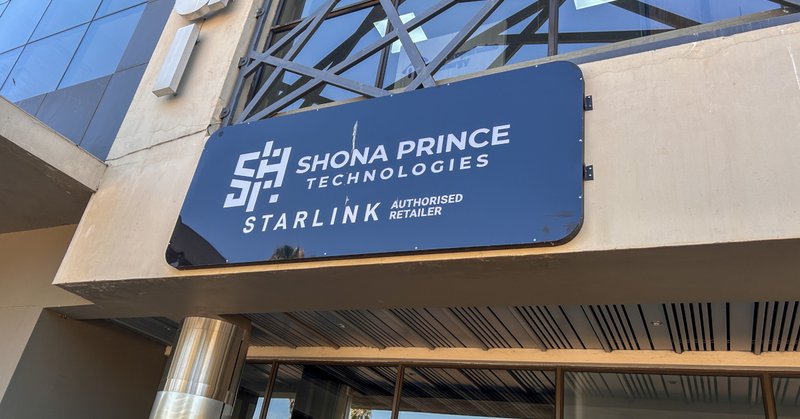 SHONA PRINCE
TECHNOLOGIES
STARLINK AUTHORISED
RETAILER